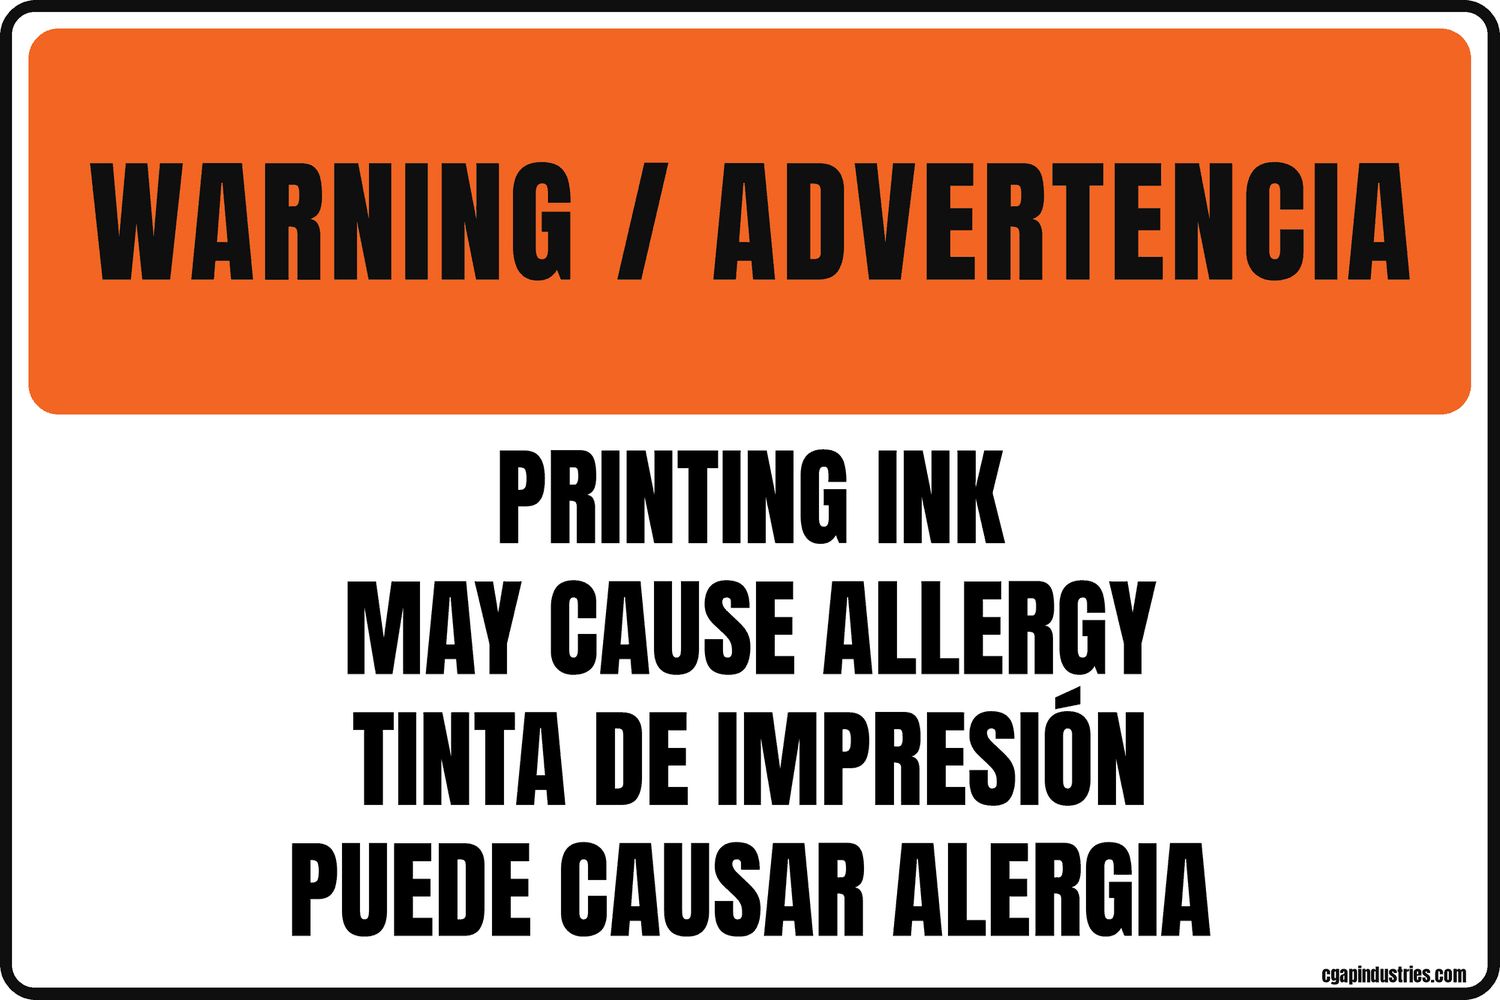 WARNING / ADVERTENCIA
PRINTING INK
MAY CAUSE ALLERGY
TINTA DE IMPRESIÓN
PUEDE CAUSAR ALERGIA
cgapindustries.com